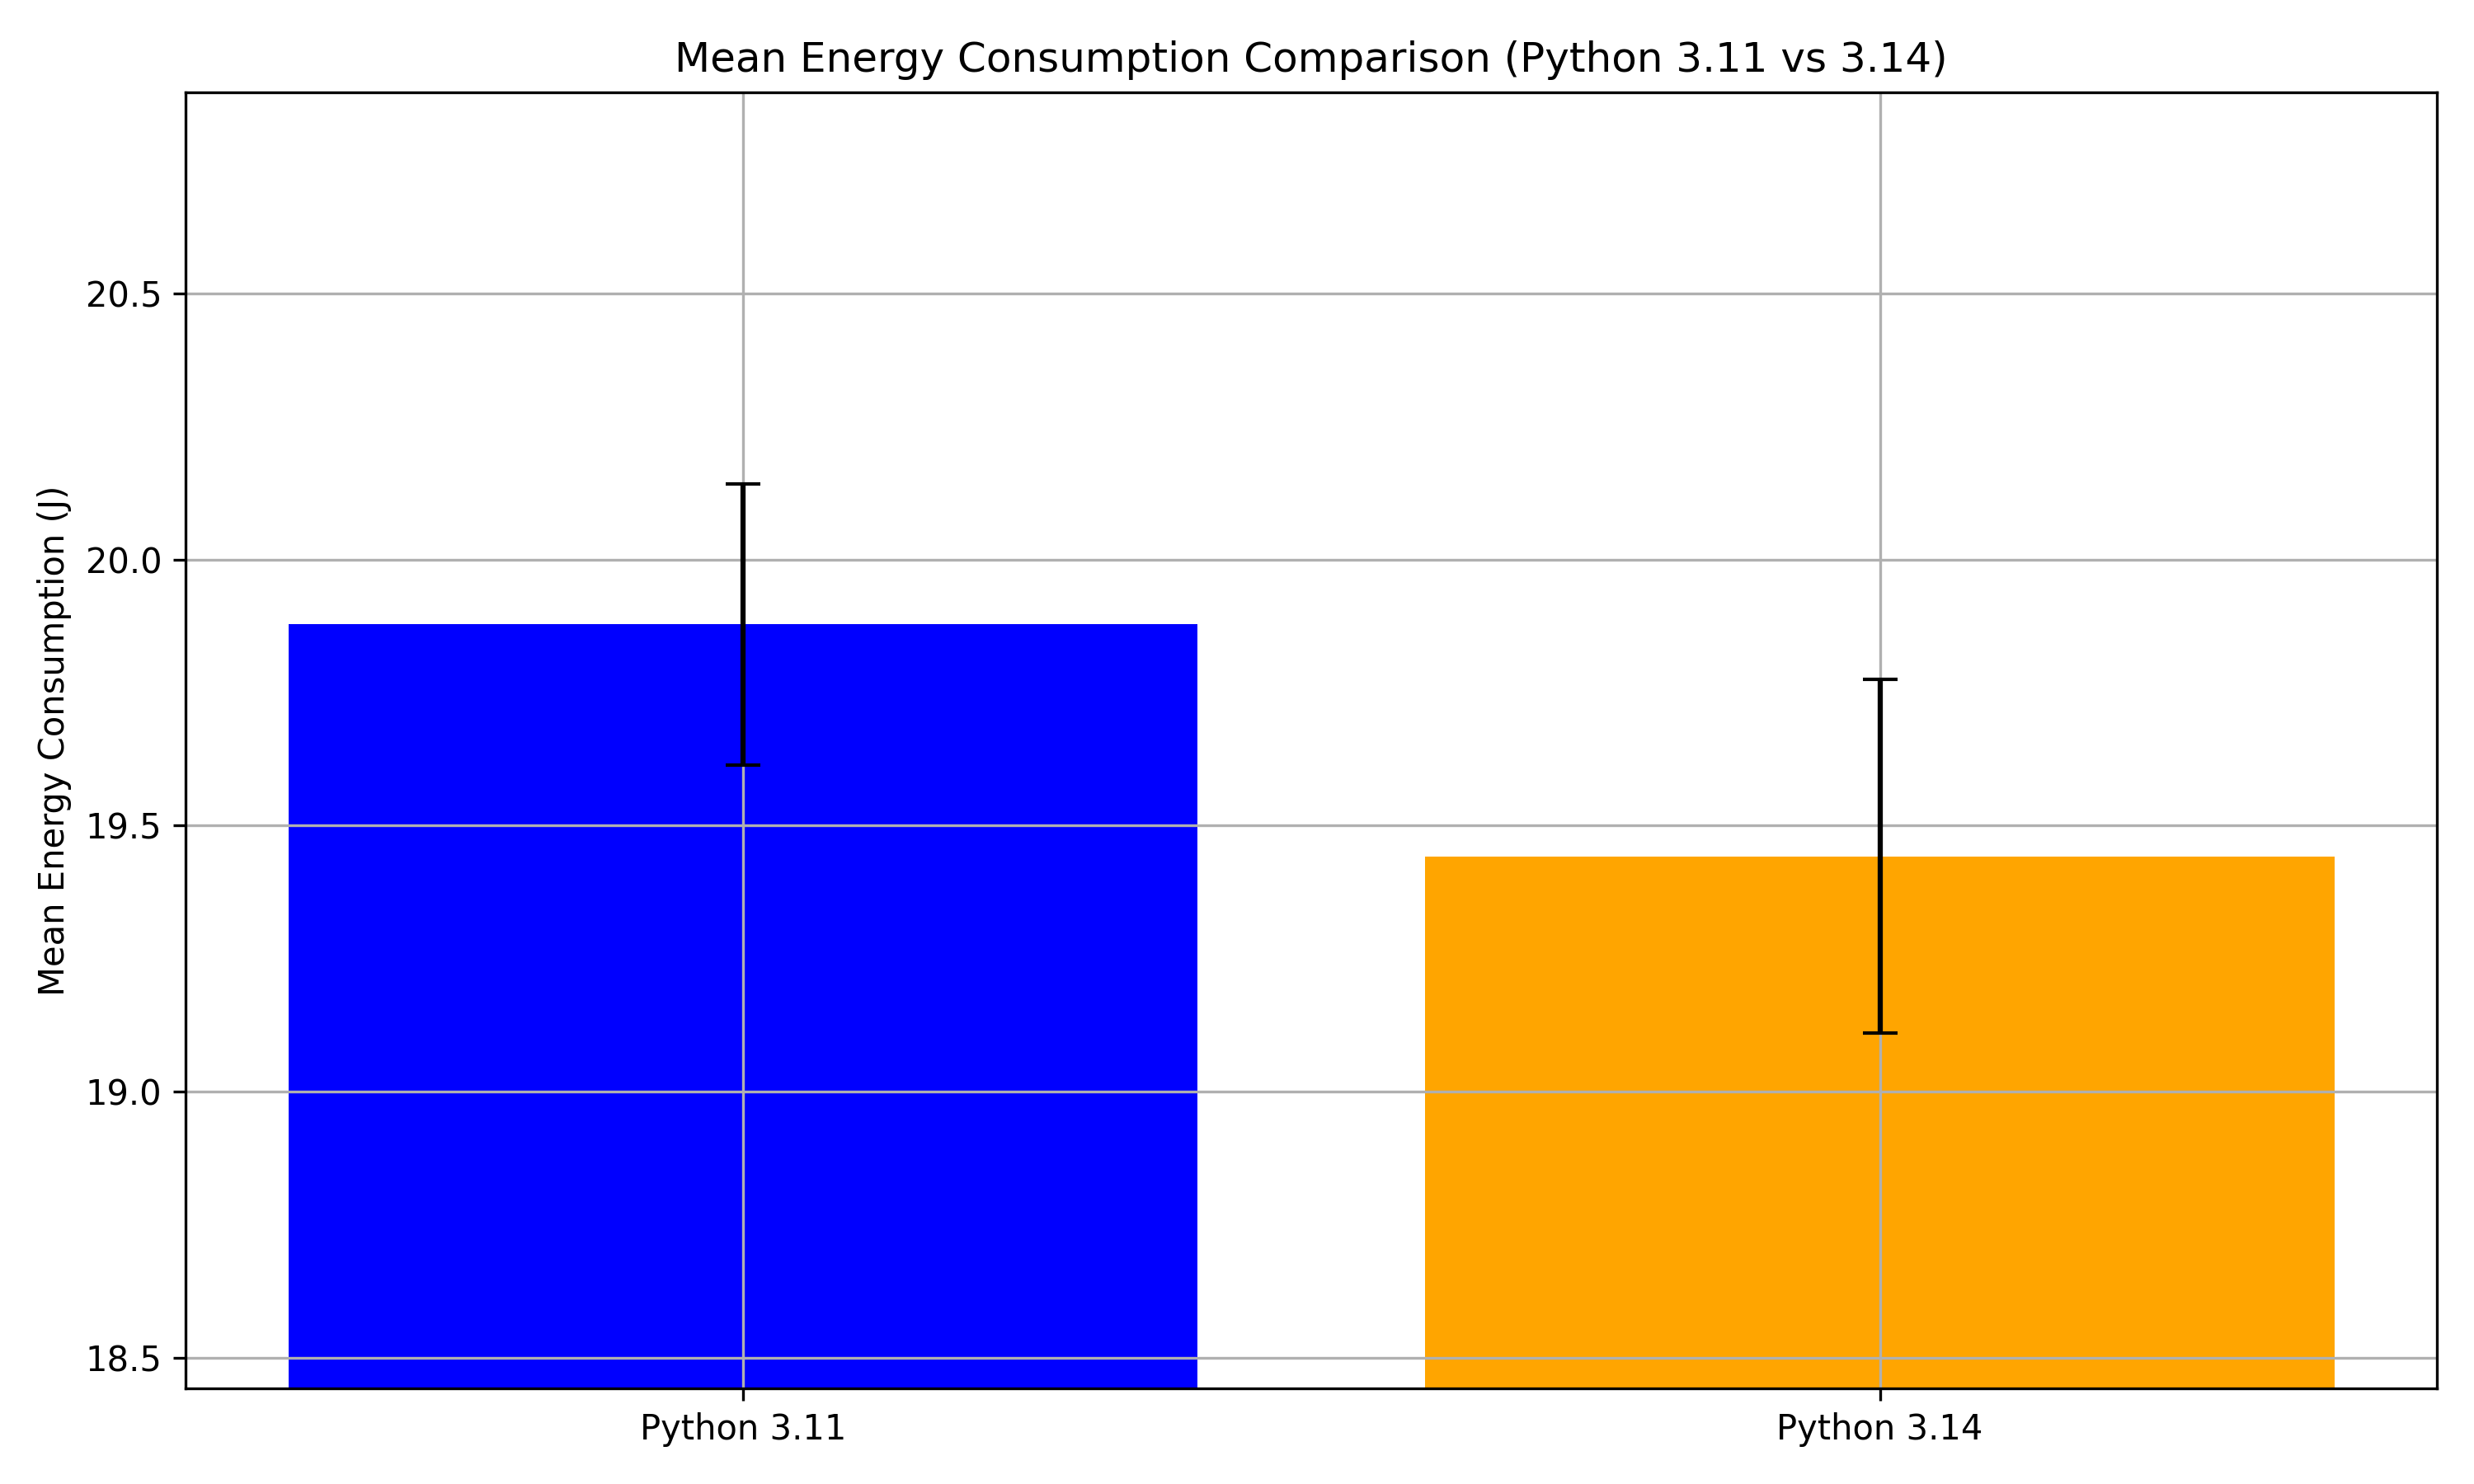 Mean Energy Consumption Comparison (Python 3.11 vs 3.14)
Mean Energy Consumption (J)
20.5
20.0
19.5
19.0
18.5
Python 3.11
Python 3.14